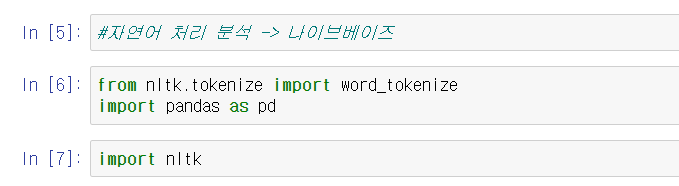 In [5]: #자연어 처리 분석 -> 나이브베이즈
In [6]: from nltk.tokenize import word_tokenize
import pandas as pd
In [7]: import nltk